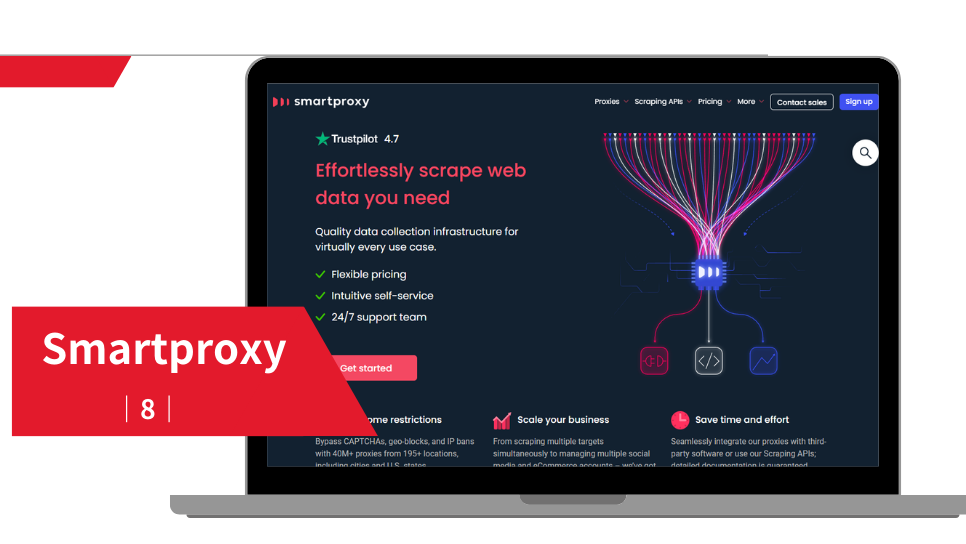 smartproxy
Proxies Scraping APIs Pricing More Contact sales Sign up
Trustpilot 4.7
Effortlessly scrape web
data you need
Quality data collection infrastructure for
virtually every use case.
Flexible pricing
Intuitive self-service
24/7 support team
Get started
Smartproxy
| 8 |
restrictions
Bypass CAPTCHAs, geo-blocks, and IP bans
with 40M+ proxies from 195+ locations,
including cities and U.S. states.
Scale your business
From scraping multiple targets
simultaneously to managing multiple social
media and eCommerce accounts – we've got
Save time and effort
Seamlessly integrate our proxies with third-
party software or use our Scraping APIs;
detailed documentation is guaranteed.